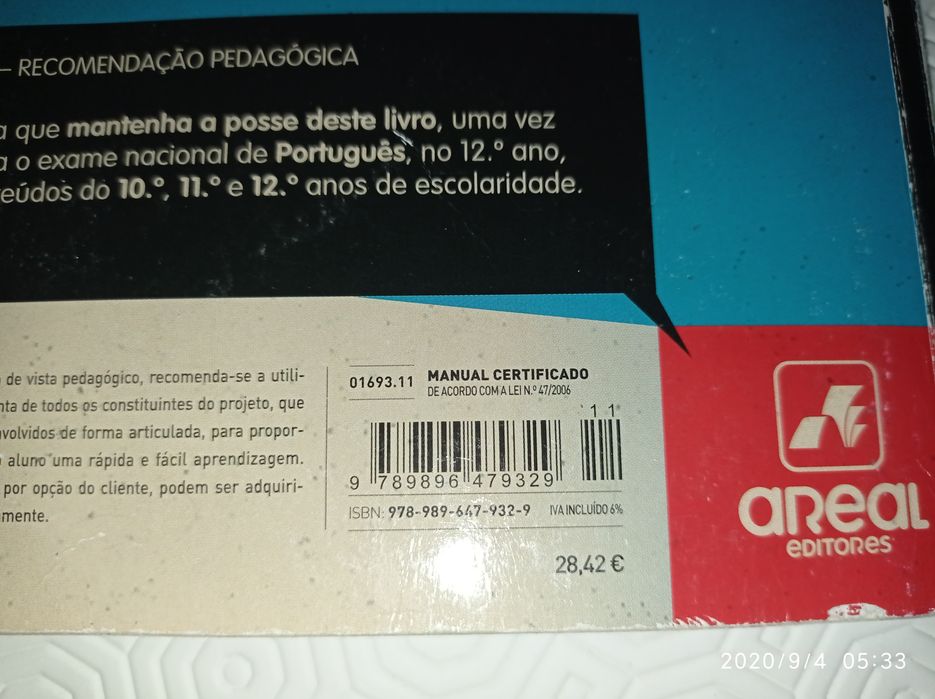 – RECOMENDAÇÃO PEDAGÓGICA
a que mantenha a posse deste livro, uma vez
a o exame nacional de Português, no 12.º ano,
eúdos do 10.º, 11.º e 12.º anos de escolaridade.
de vista pedagógico, recomenda-se a utili-
nta de todos os constituintes do projeto, que
volvidos de forma articulada, para propor-
aluno uma rápida e fácil aprendizagem.
por opção do cliente, podem ser adquiri-
mente.
01693.11
MANUAL CERTIFICADO
DE ACORDO COM A LEI N.º 47/2006
11
9 789896 479329
ISBN: 978-989-647-932-9 IVA INCLUÍDO 6%
28,42 €
aReaL
eDITORes
2020/9/4 05:33